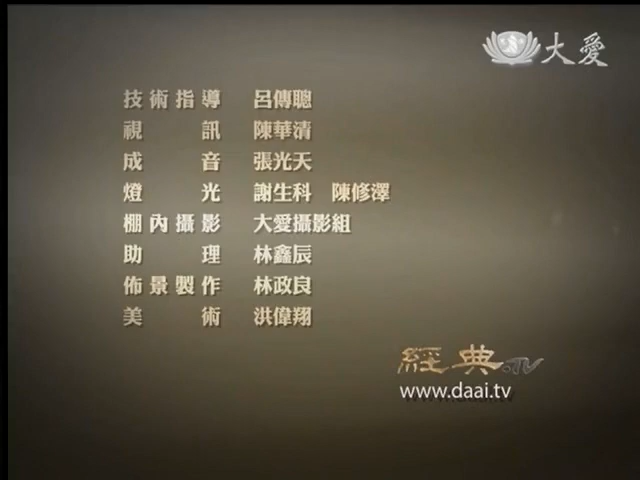 大愛
技術指導 呂傳聰
視訊 陳華清
成音 張光天
燈光 謝生科 陳修澤
棚內攝影 大愛攝影組
助理 林鑫辰
佈景製作 林政良
美術 洪偉翔
經典.TV
www.daai.tv